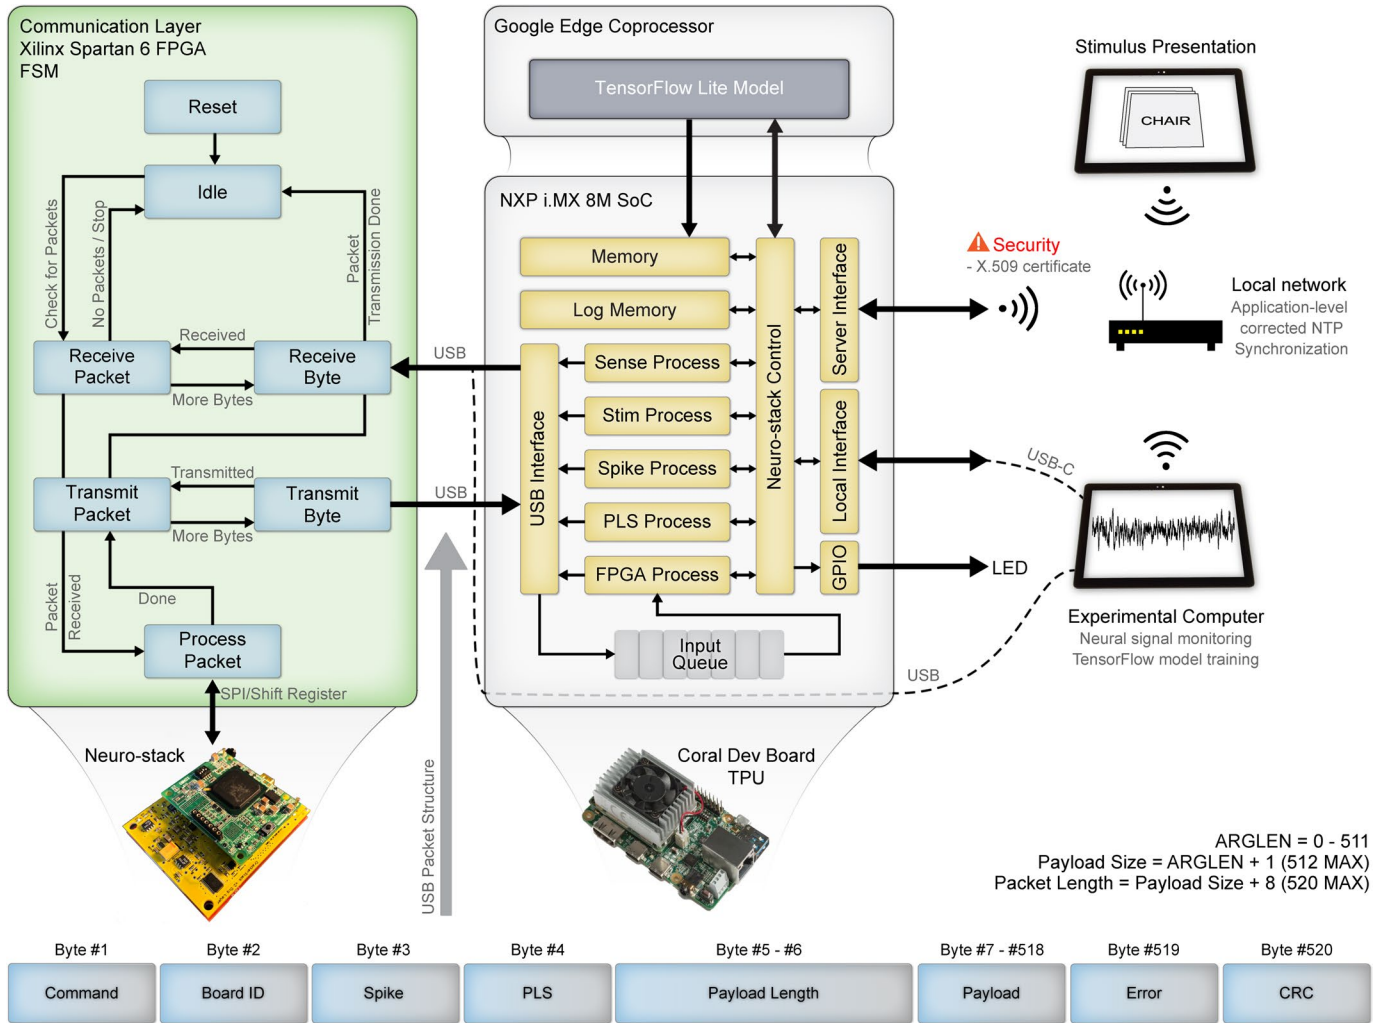 Communication Layer
Xilinx Spartan 6 FPGA
FSM
Reset
Idle
Check for Packets
No Packets / Stop
Packet
Transmission Done
Receive
Packet
Received
More Bytes
Receive
Byte
Transmit
Packet
Transmitted
More Bytes
Transmit
Byte
Packet
Received
Done
Process
Packet
SPI/Shift Register
Neuro-stack
USB
USB
USB Packet Structure
Google Edge Coprocessor
TensorFlow Lite Model
NXP i.MX 8M SoC
Memory
Log Memory
Sense Process
Stim Process
Spike Process
PLS Process
FPGA Process
USB Interface
Neuro-stack Control
Server Interface
Local Interface
GPIO
Input
Queue
Coral Dev Board
TPU
Stimulus Presentation
CHAIR
Security
- X.509 certificate
Local network
Application-level
corrected NTP
Synchronization
USB-C
LED
USB
Experimental Computer
Neural signal monitoring
TensorFlow model training
ARGLEN = 0 - 511
Payload Size = ARGLEN + 1 (512 MAX)
Packet Length = Payload Size + 8 (520 MAX)
Byte #1
Byte #2
Byte #3
Byte #4
Byte #5 - #6
Byte #7 - #518
Byte #519
Byte #520
Command
Board ID
Spike
PLS
Payload Length
Payload
Error
CRC